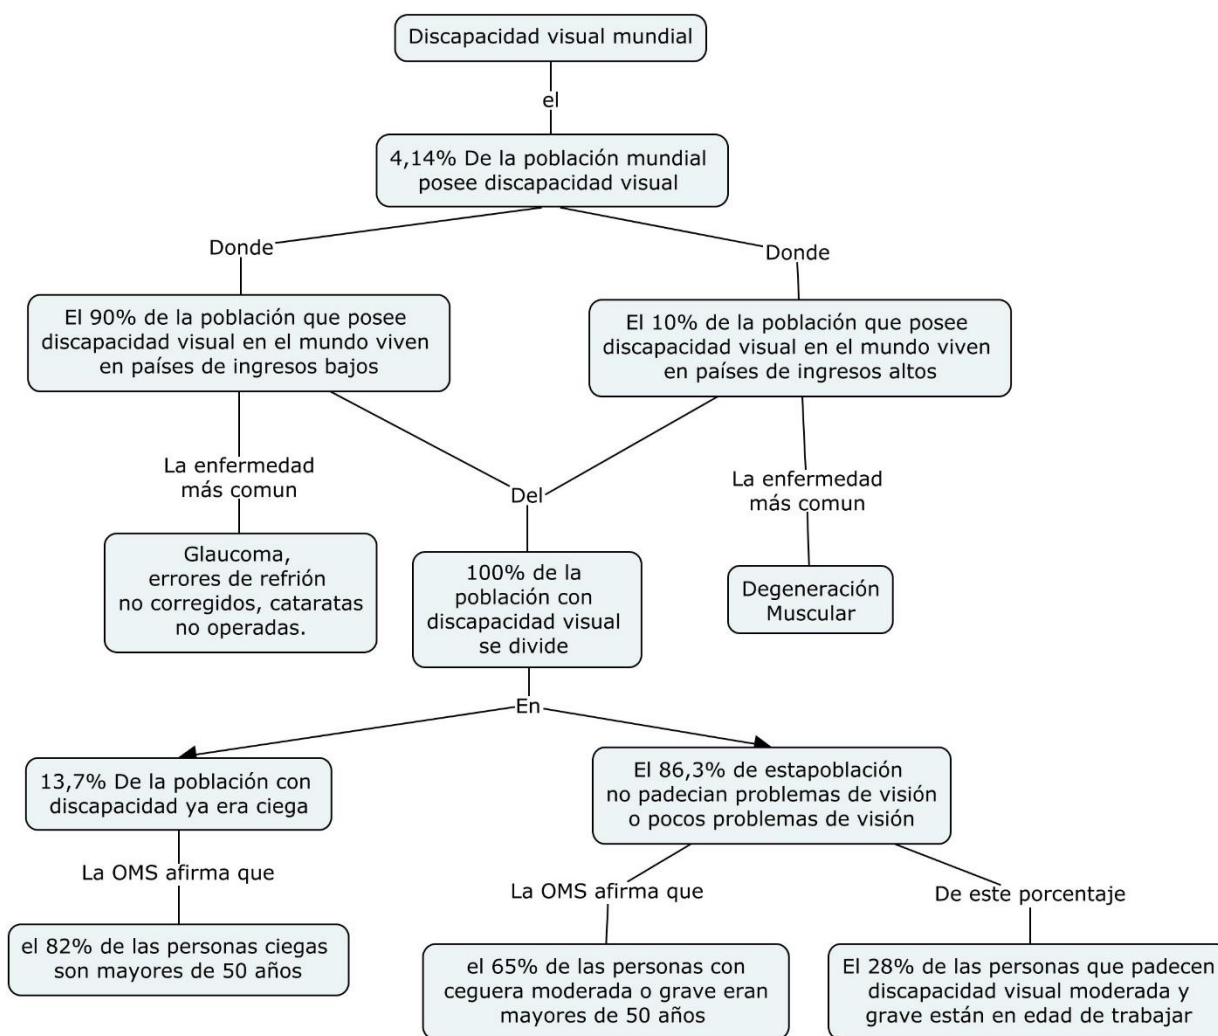 Discapacidad visual mundial
el
4,14% De la población mundial
posee discapacidad visual
Donde
Donde
El 90% de la población que posee
discapacidad visual en el mundo viven
en países de ingresos bajos
El 10% de la población que posee
discapacidad visual en el mundo viven
en países de ingresos altos
La enfermedad
más comun
Del
La enfermedad
más comun
Glaucoma,
errores de refrión
no corregidos, cataratas
no operadas.
100% de la
población con
discapacidad visual
se divide
Degeneración
Muscular
En
13,7% De la población con
discapacidad ya era ciega
El 86,3% de estapoblación
no padecian problemas de visión
o pocos problemas de visión
La OMS afirma que
La OMS afirma que
De este porcentaje
el 82% de las personas ciegas
son mayores de 50 años
el 65% de las personas con
ceguera moderada o grave eran
mayores de 50 años
El 28% de las personas que padecen
discapacidad visual moderada y
grave están en edad de trabajar